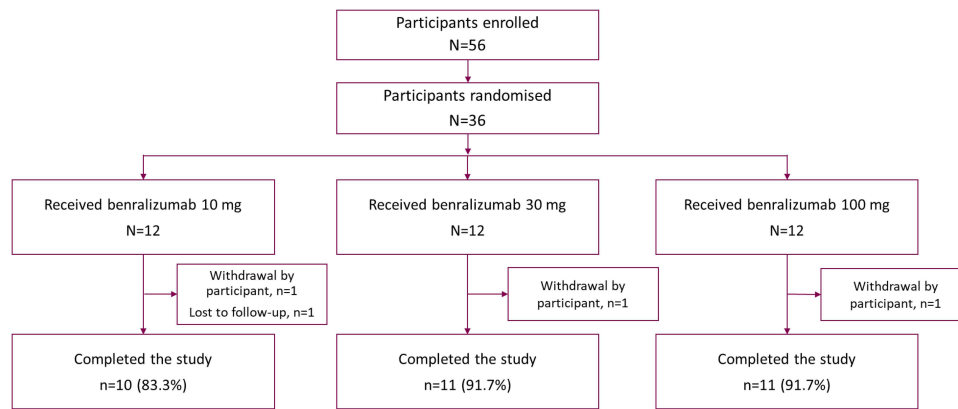 Participants enrolled
N=56
Participants randomised
N=36
Received benralizumab 10 mg
N=12
Received benralizumab 30 mg
N=12
Received benralizumab 100 mg
N=12
Withdrawal by
participant, n=1
Lost to follow-up, n=1
Withdrawal by
participant, n=1
Withdrawal by
participant, n=1
Completed the study
n=10 (83.3%)
Completed the study
n=11 (91.7%)
Completed the study
n=11 (91.7%)